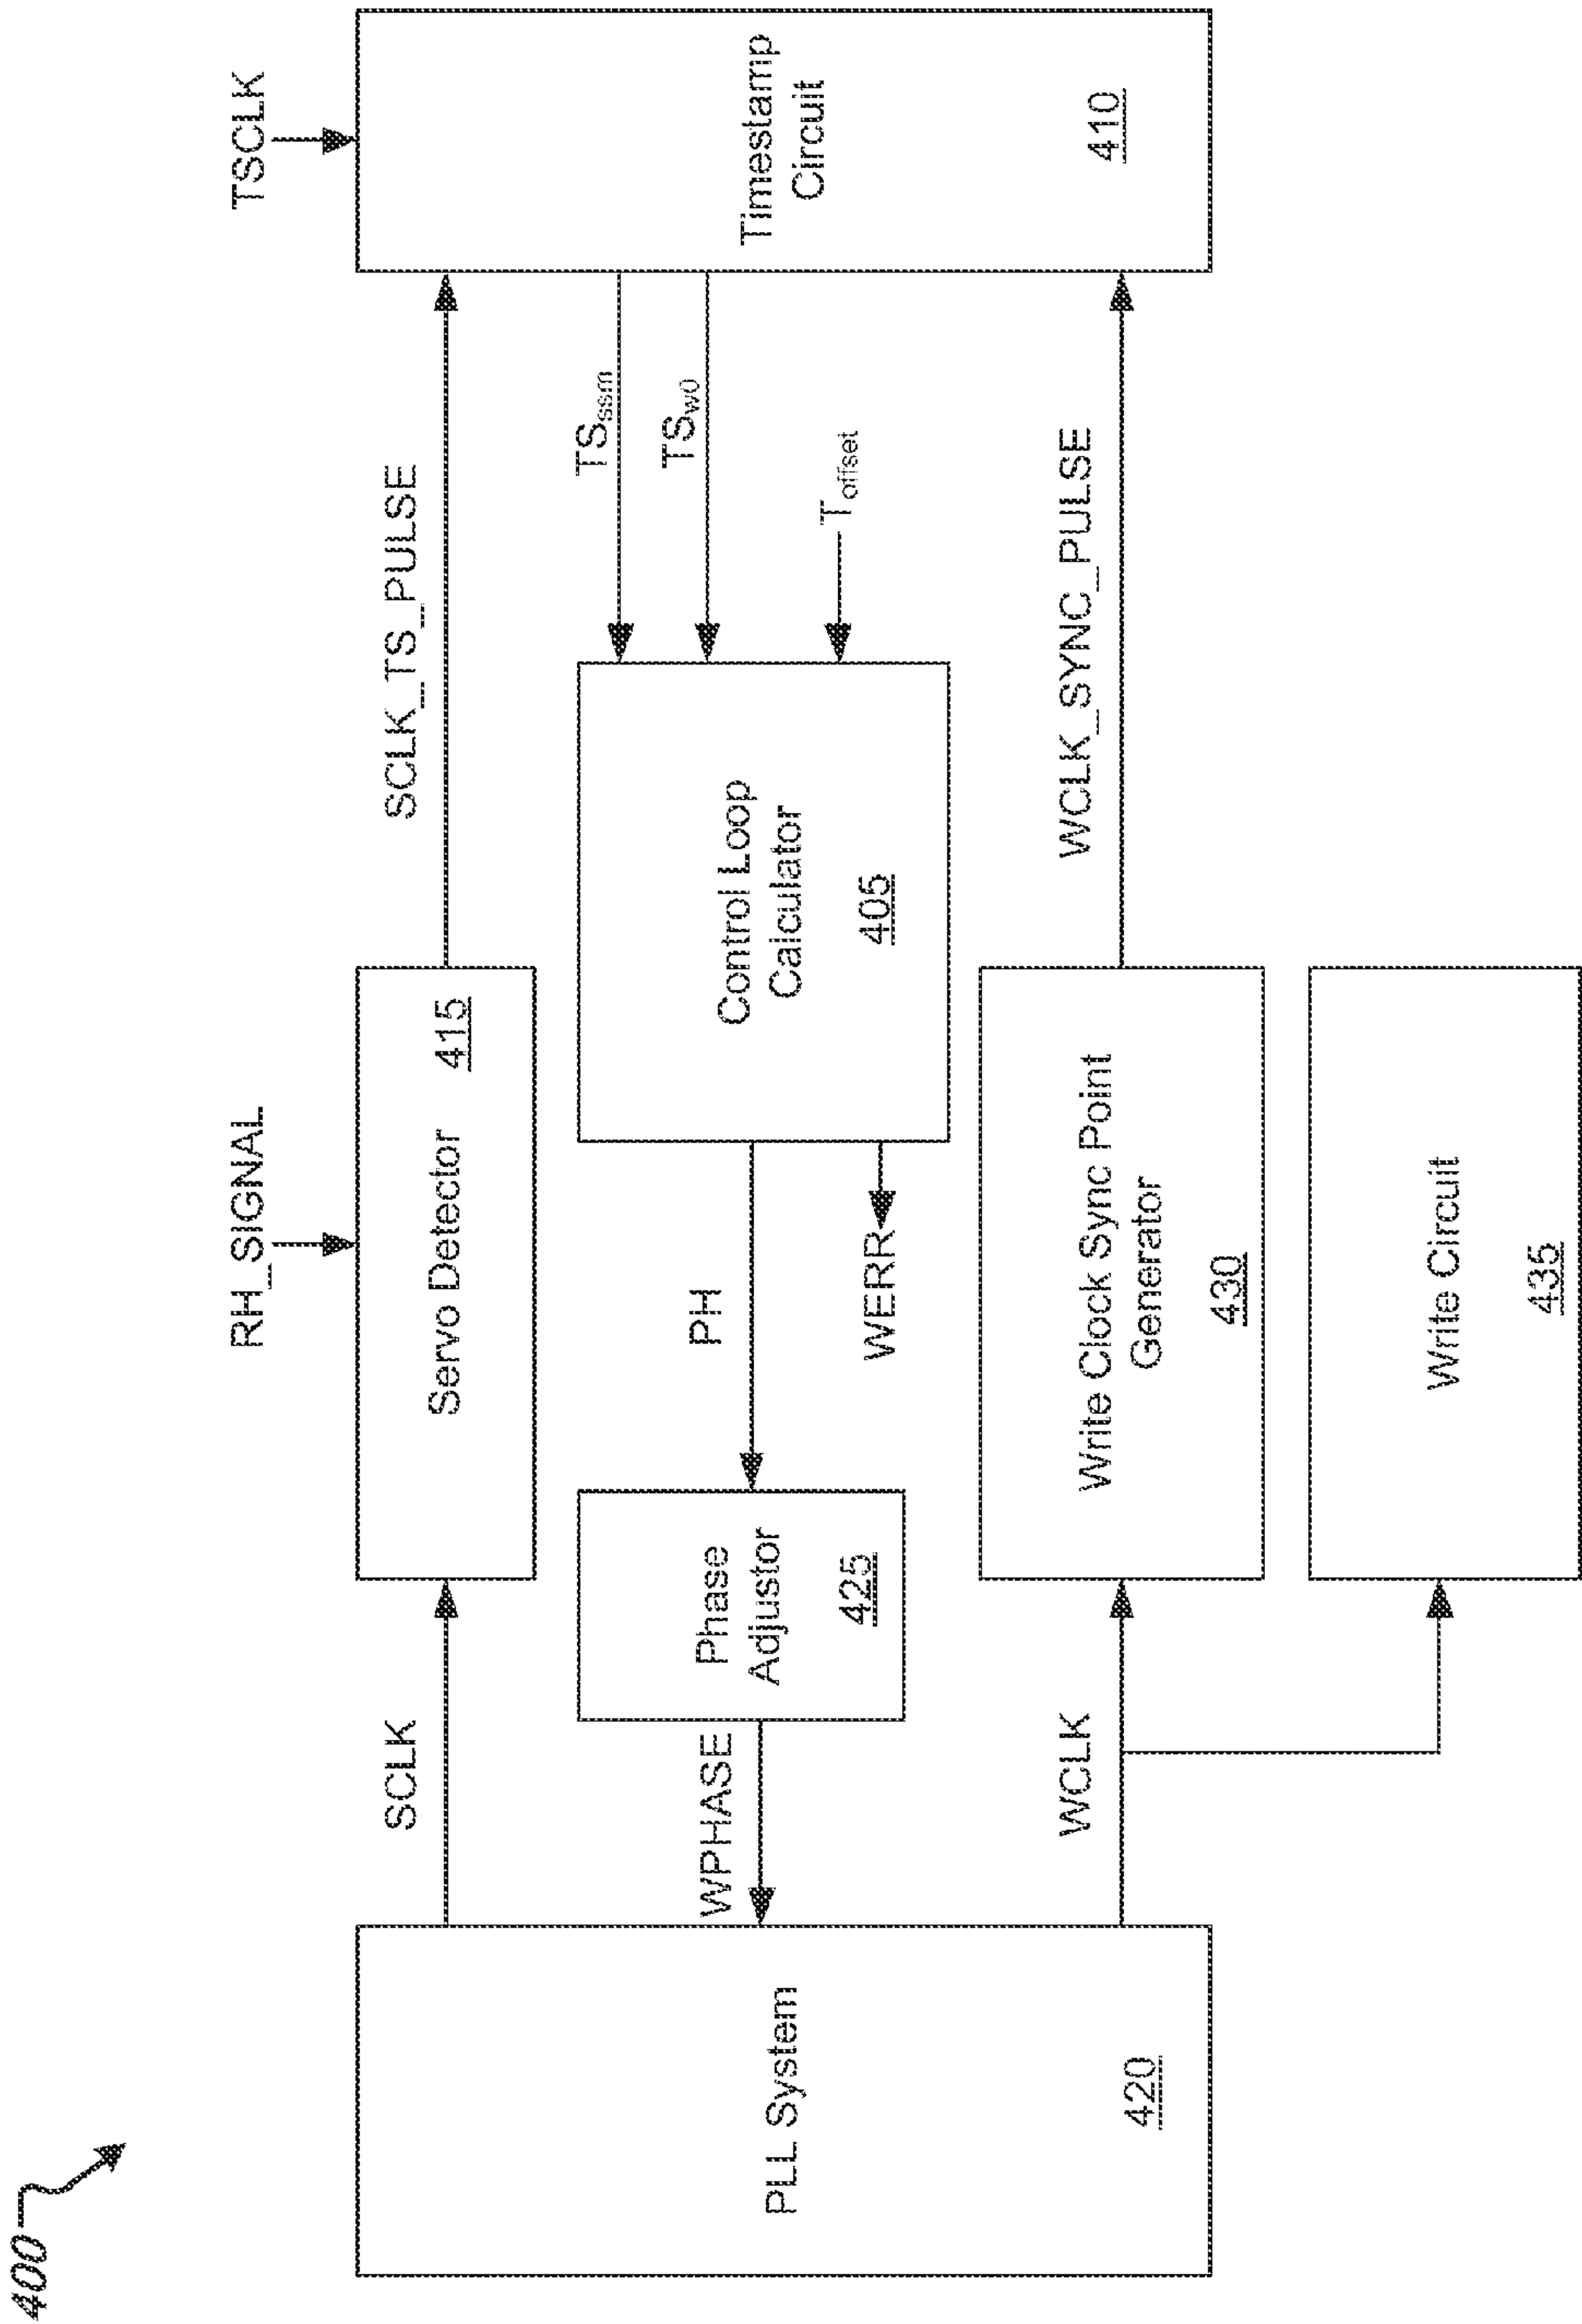 400
RH_SIGNAL
TSCLK
SCLK
Servo Detector
415
SCLK_TS_PULSE
PLL System
420
WPHASE
Phase
Adjustor
425
PH
WERR
Control Loop
Calculator
405
TSssm
TSw0
Toffset
Timestamp
Circuit
410
WCLK
Write Clock Sync Point
Generator
430
WCLK_SYNC_PULSE
Write Circuit
435